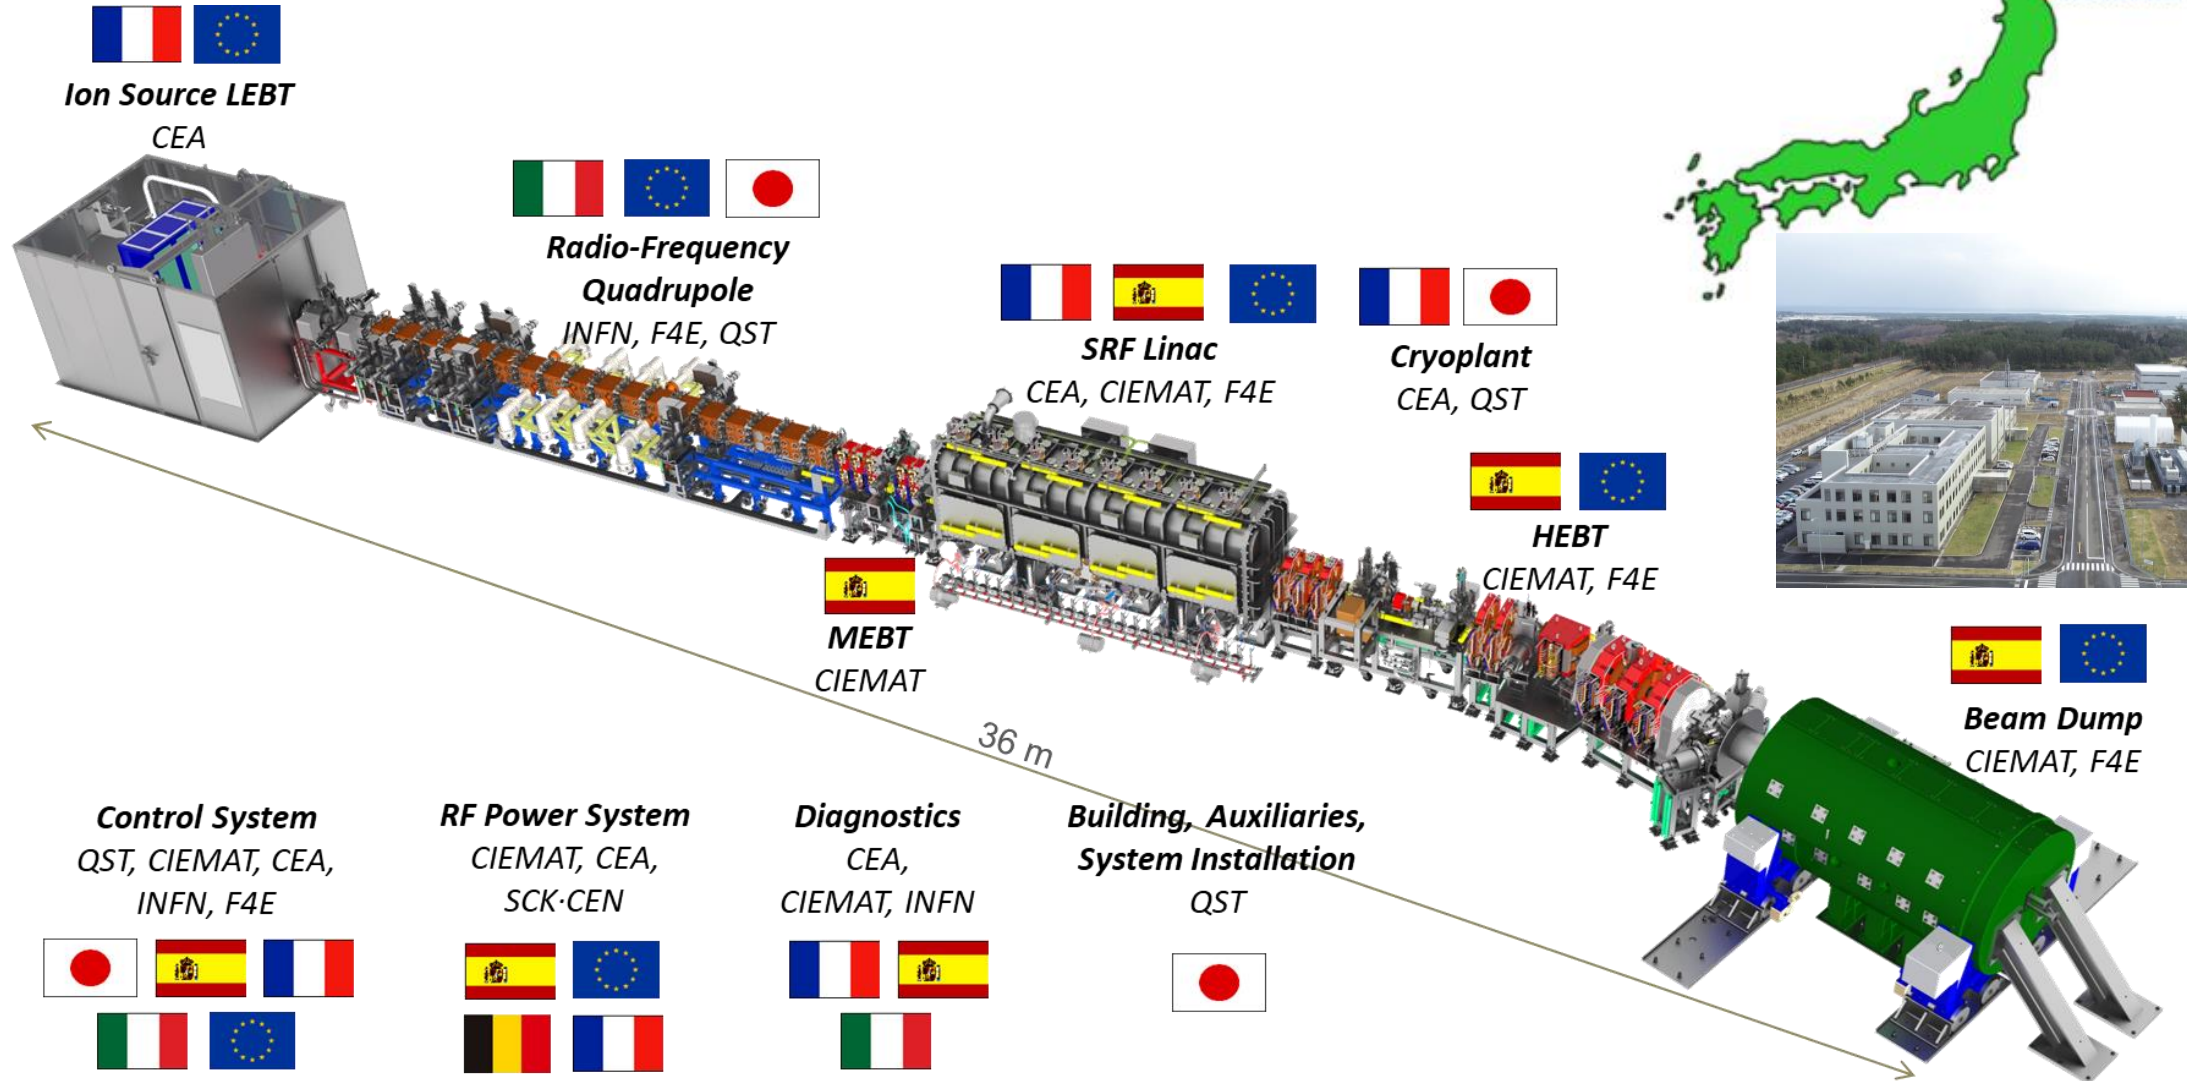 Ion Source LEBT
CEA
Radio-Frequency
Quadrupole
INFN, F4E, QST
SRF Linac
CEA, CIEMAT, F4E
Cryoplant
CEA, QST
HEBT
CIEMAT, F4E
MEBT
CIEMAT
Beam Dump
CIEMAT, F4E
36 m
Control System
QST, CIEMAT, CEA,
INFN, F4E
RF Power System
CIEMAT, CEA,
SCK·CEN
Diagnostics
CEA,
CIEMAT, INFN
Building, Auxiliaries,
System Installation
QST